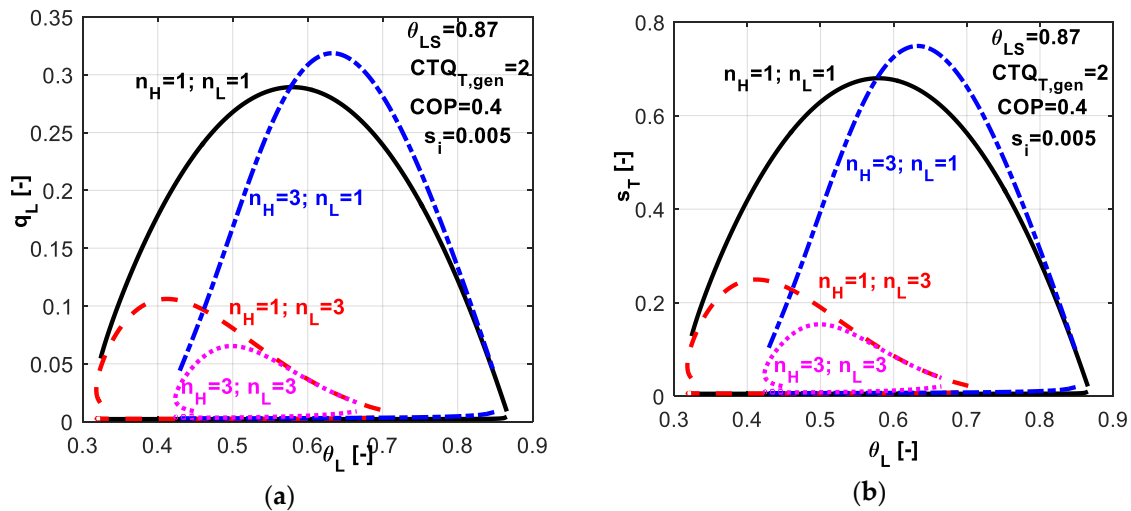 0.35
0.3
0.25
0.2
0.15
0.1
0.05
0
q_L [-]
0.3 0.4 0.5 0.6 0.7 0.8 0.9
θ_L [-]
θ_LS=0.87
CTQ_T,gen=2
COP=0.4
s_i=0.005
n_H=1; n_L=1
n_H=3; n_L=1
n_H=1; n_L=3
n_H=3; n_L=3
(a)
0.8
0.6
0.4
0.2
0
s_T [-]
0.3 0.4 0.5 0.6 0.7 0.8 0.9
θ_L [-]
θ_LS=0.87
CTQ_T,gen=2
COP=0.4
s_i=0.005
n_H=1; n_L=1
n_H=3; n_L=1
n_H=1; n_L=3
n_H=3; n_L=3
(b)